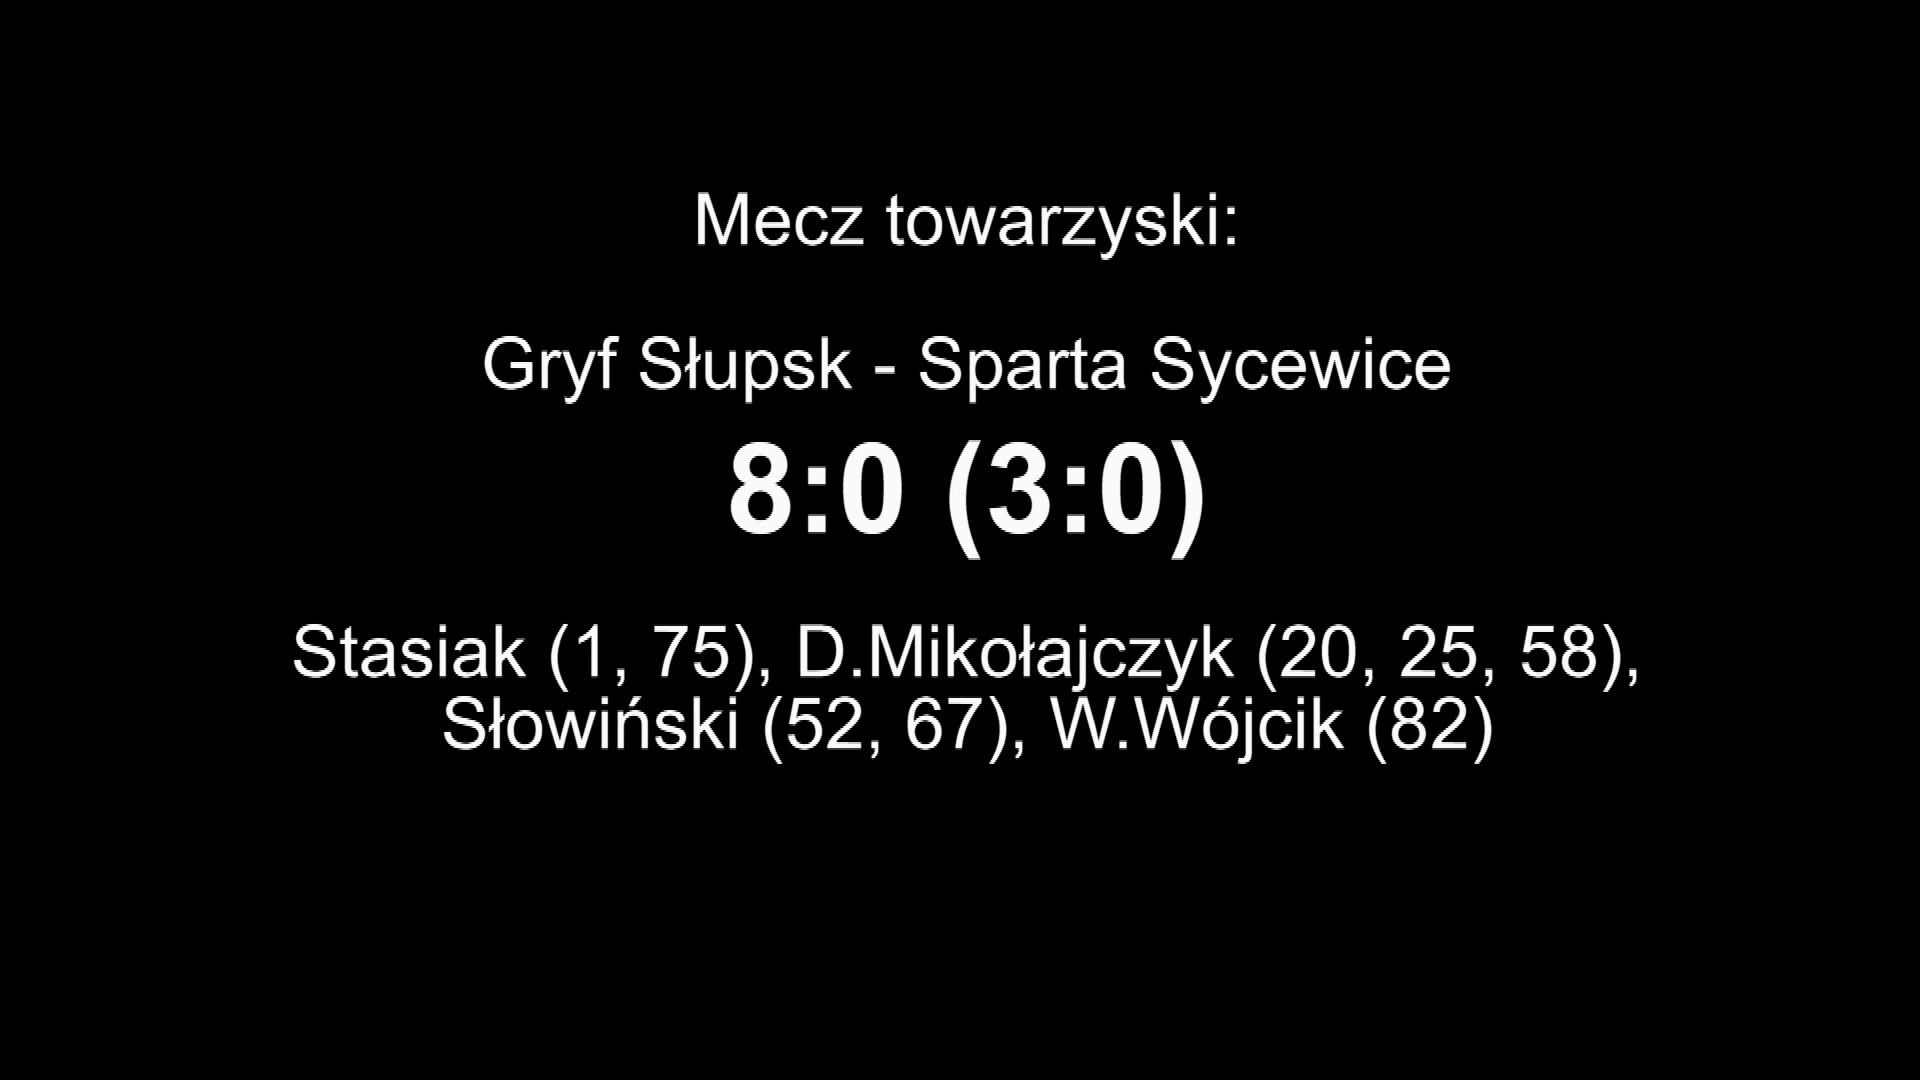 Mecz towarzyski:
Gryf Słupsk - Sparta Sycewice
8:0 (3:0)
Stasiak (1, 75), D.Mikołajczyk (20, 25, 58),
Słowiński (52, 67), W.Wójcik (82)